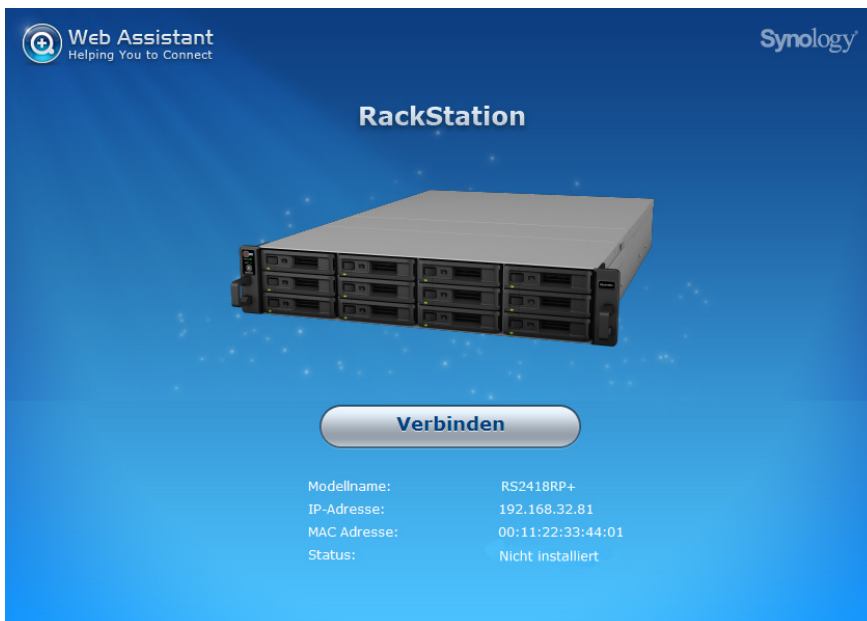 Web Assistant
Helping You to Connect
Synology
RackStation
Verbinden
Modellname: RS2418RP+
IP-Adresse: 192.168.32.81
MAC Adresse: 00:11:22:33:44:01
Status: Nicht installiert